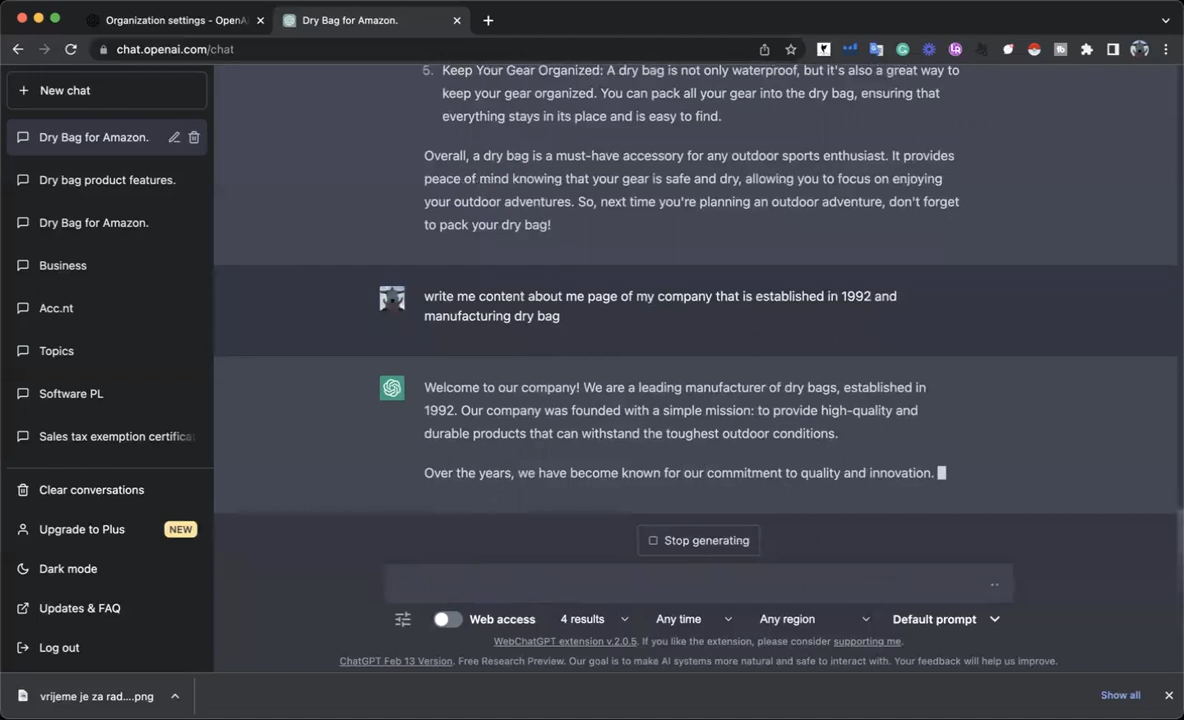 Organization settings - OpenA
Dry Bag for Amazon.
chat.openai.com/chat
New chat
Dry Bag for Amazon.
Dry bag product features.
Dry Bag for Amazon.
Business
Acc.nt
Topics
Software PL
Sales tax exemption certificat
Clear conversations
Upgrade to Plus NEW
Dark mode
Updates & FAQ
Log out
5. Keep Your Gear Organized: A dry bag is not only waterproof, but it's also a great way to
keep your gear organized. You can pack all your gear into the dry bag, ensuring that
everything stays in its place and is easy to find.
Overall, a dry bag is a must-have accessory for any outdoor sports enthusiast. It provides
peace of mind knowing that your gear is safe and dry, allowing you to focus on enjoying
your outdoor adventures. So, next time you're planning an outdoor adventure, don't forget
to pack your dry bag!
write me content about me page of my company that is established in 1992 and
manufacturing dry bag
Welcome to our company! We are a leading manufacturer of dry bags, established in
1992. Our company was founded with a simple mission: to provide high-quality and
durable products that can withstand the toughest outdoor conditions.
Over the years, we have become known for our commitment to quality and innovation.
Stop generating
Web access 4 results Any time Any region Default prompt
WebChatGPT extension v.2.0.5. If you like the extension, please consider supporting me.
ChatGPT Feb 13 Version. Free Research Preview. Our goal is to make AI systems more natural and safe to interact with. Your feedback will help us improve.
vrijeme je za rad....png
Show all